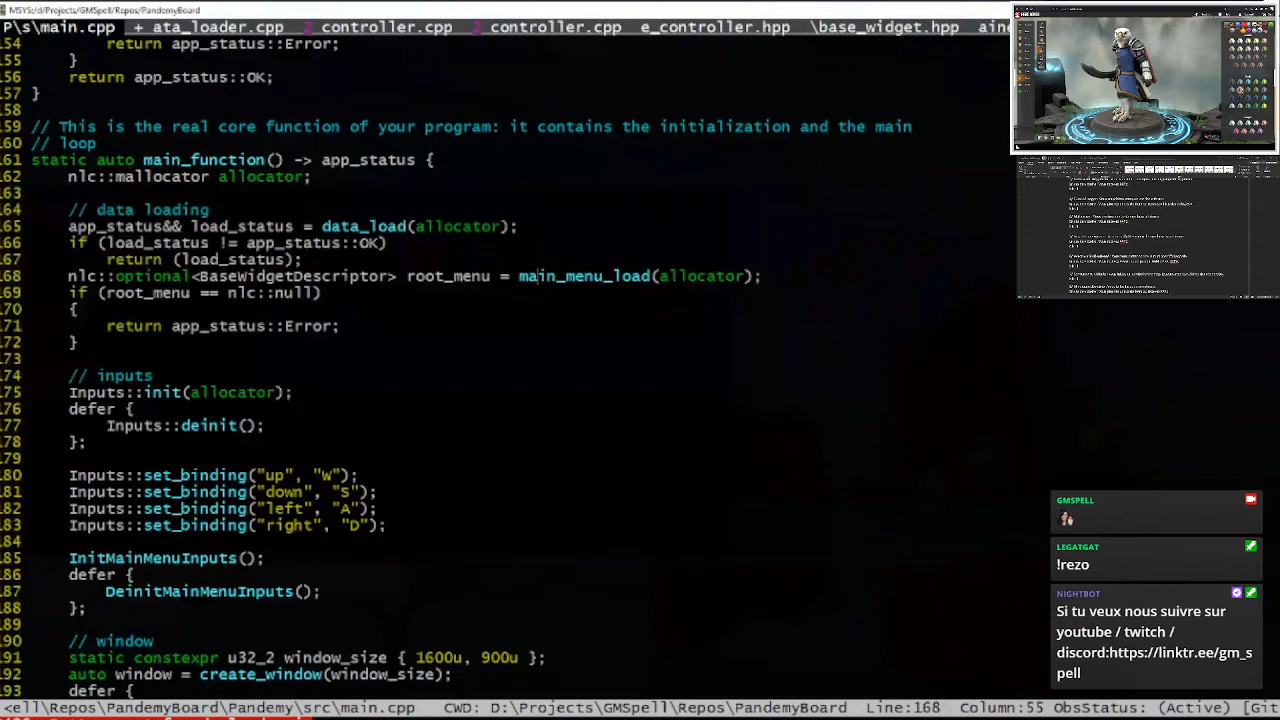 MSYS:/d/Projects/GMSpell/Repos/PandemyBoard
P\s\main.cpp + ata_loader.cpp 2 controller.cpp 2 controller.cpp e_controller.hpp \base_widget.hpp
154 return app_status::Error;
155 }
156 return app_status::OK;
157 }
158
159 // This is the real core function of your program: it contains the initialization and the main
160 // loop
161 static auto main_function() -> app_status {
162 nlc::mallocator allocator;
163
164 // data loading
165 app_status&& load_status = data_load(allocator);
166 if (load_status != app_status::OK)
167 return (load_status);
168 nlc::optional<BaseWidgetDescriptor> root_menu = main_menu_load(allocator);
169 if (root_menu == nlc::null)
170 {
171 return app_status::Error;
172 }
173
174 // inputs
175 Inputs::init(allocator);
176 defer {
177 Inputs::deinit();
178 };
179
180 Inputs::set_binding("up", "W");
181 Inputs::set_binding("down", "S");
182 Inputs::set_binding("left", "A");
183 Inputs::set_binding("right", "D");
184
185 InitMainMenuInputs();
186 defer {
187 DeinitMainMenuInputs();
188 };
189
190 // window
191 static constexpr u32_2 window_size { 1600u, 900u };
192 auto window = create_window(window_size);
193 defer {
<ell\Repos\PandemyBoard\Pandemy\src\main.cpp CWD: D:\Projects\GMSpell\Repos\PandemyBoard Line:168 Column:55 ObsStatus: (Active) [Git
GMSPELL
LEGATGAT
!rezo
NIGHTBOT
Si tu veux nous suivre sur
youtube / twitch /
discord:https://linktr.ee/gm_s
pell